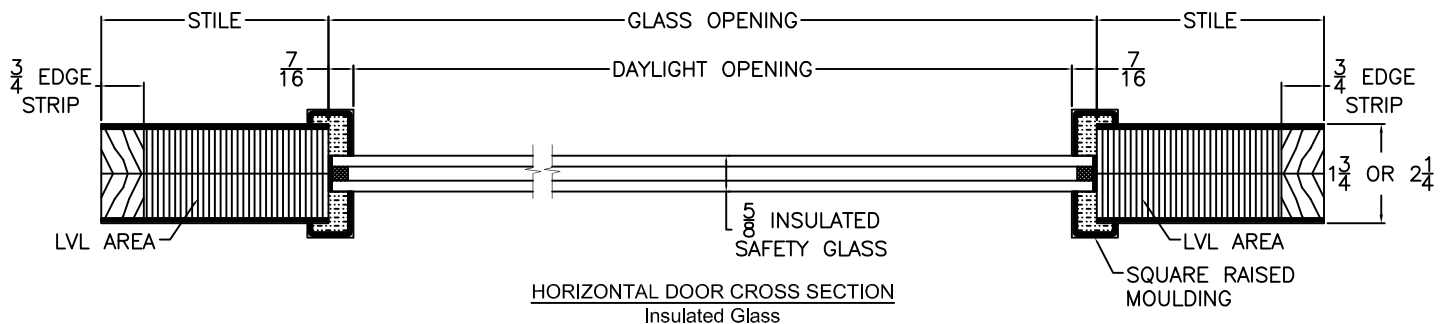 STILE GLASS OPENING STILE
7/16 DAYLIGHT OPENING 7/16
3/4 EDGE
STRIP
3/4 EDGE
STRIP
1 3/4 OR 2 1/4
LVL AREA
5/8 INSULATED
SAFETY GLASS
LVL AREA
SQUARE RAISED
MOULDING
HORIZONTAL DOOR CROSS SECTION
Insulated Glass